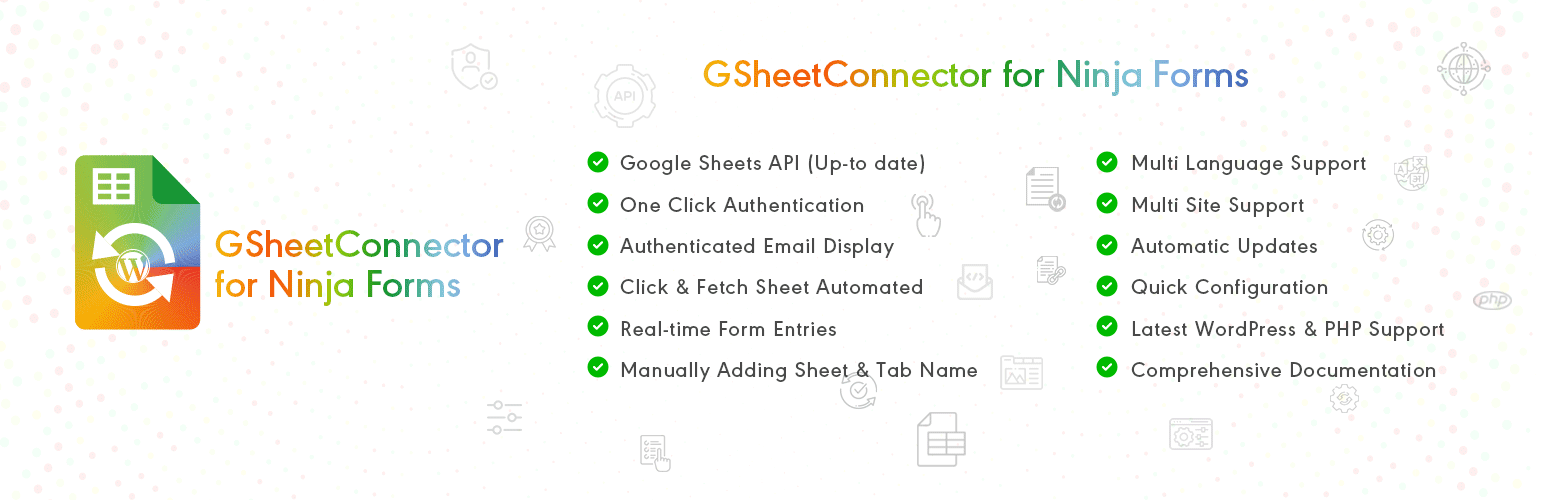 GSheetConnector for Ninja Forms
API
GSheetConnector
for Ninja Forms
W
Google Sheets API (Up-to date)
One Click Authentication
Authenticated Email Display
Click & Fetch Sheet Automated
Real-time Form Entries
Manually Adding Sheet & Tab Name
Multi Language Support
Multi Site Support
Automatic Updates
Quick Configuration
Latest WordPress & PHP Support
Comprehensive Documentation
php